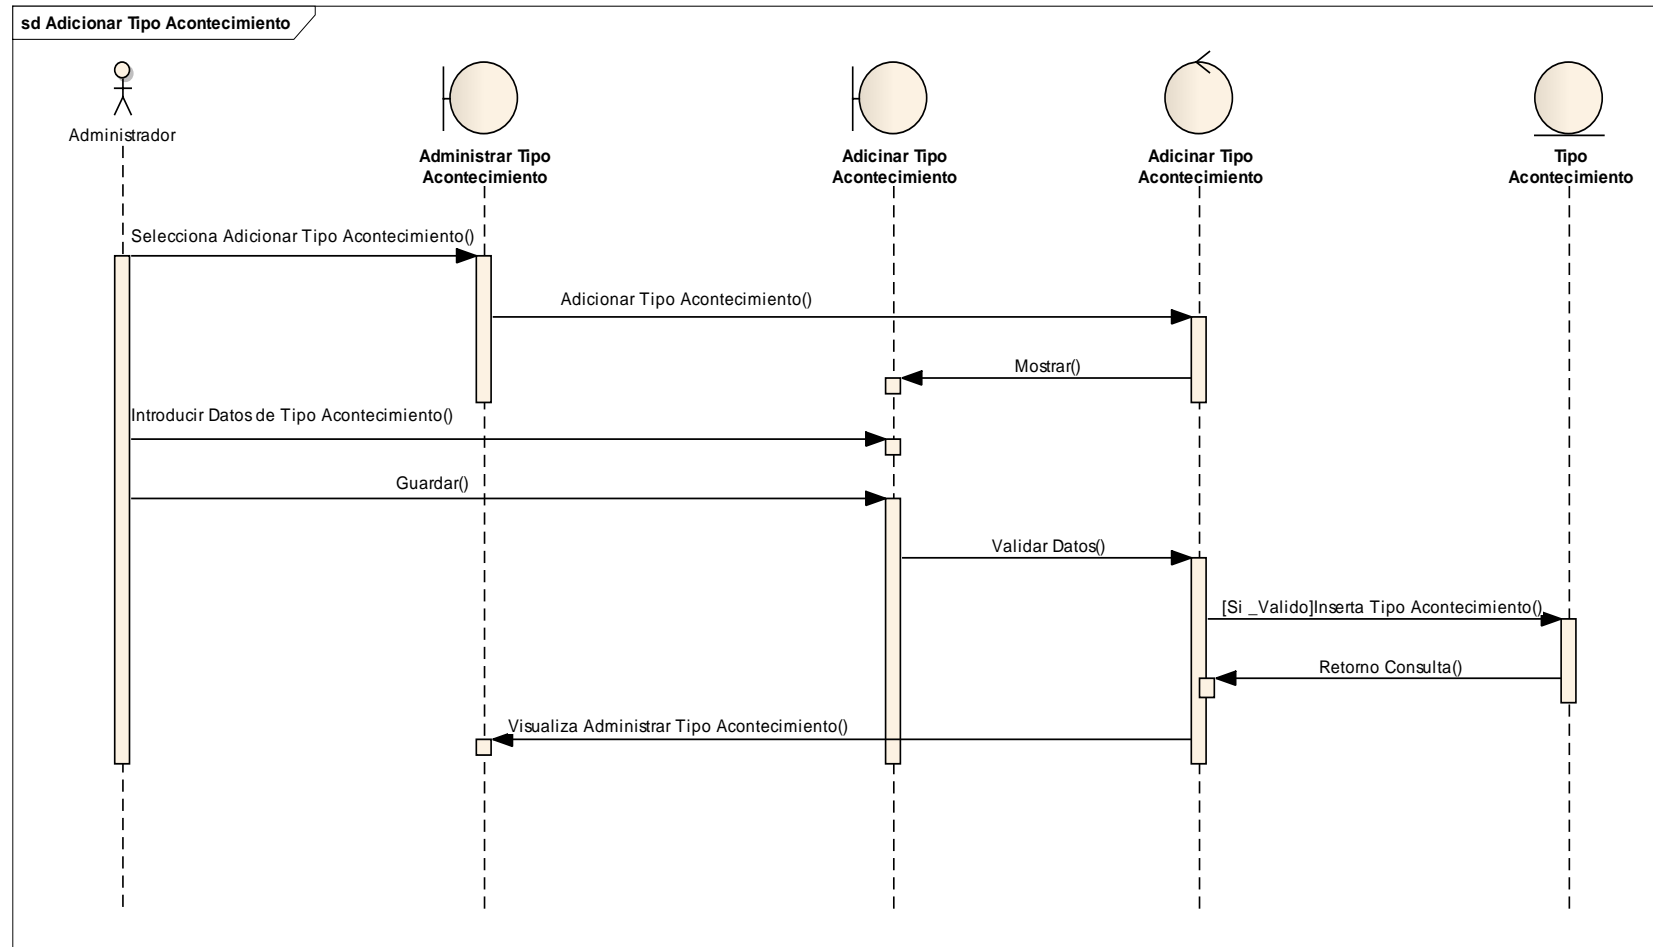 sd Adicionar Tipo Acontecimiento
Administrador
Administrar Tipo
Acontecimiento
Adicinar Tipo
Acontecimiento
Adicinar Tipo
Acontecimiento
Tipo
Acontecimiento
Selecciona Adicionar Tipo Acontecimiento()
Adicionar Tipo Acontecimiento()
Mostrar()
Introducir Datos de Tipo Acontecimiento()
Guardar()
Validar Datos()
[Si _Valido]Inserta Tipo Acontecimiento()
Retorno Consulta()
Visualiza Administrar Tipo Acontecimiento()